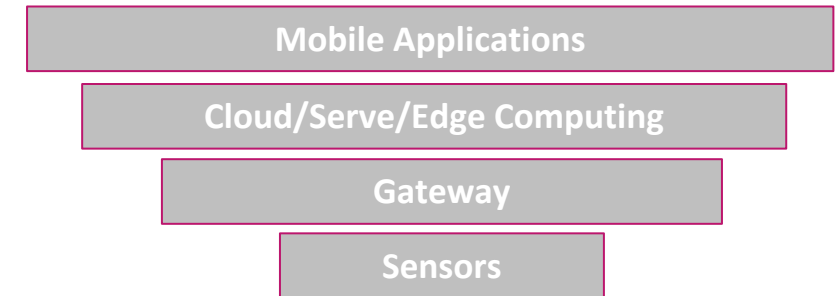 Mobile Applications
Cloud/Serve/Edge Computing
Gateway
Sensors